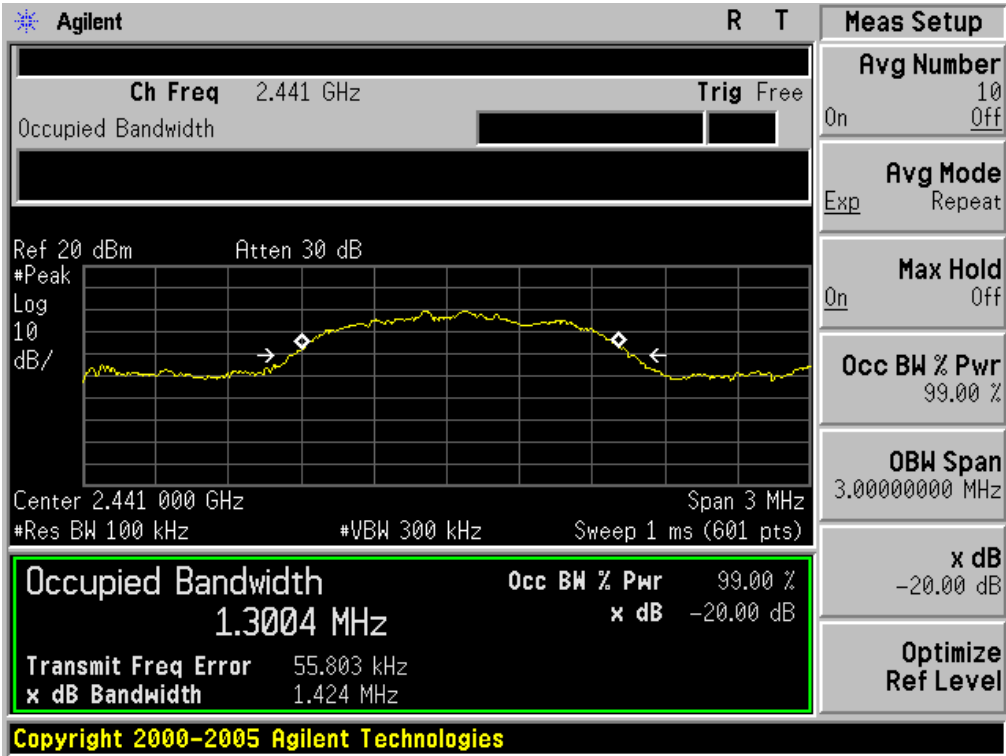 Agilent R T
Meas Setup
Ch Freq 2.441 GHz Trig Free
Occupied Bandwidth
Ref 20 dBm Atten 30 dB
#Peak
Log
10
dB/
Center 2.441 000 GHz Span 3 MHz
#Res BW 100 kHz #VBW 300 kHz Sweep 1 ms (601 pts)
Occupied Bandwidth Occ BW % Pwr 99.00 %
1.3004 MHz x dB -20.00 dB
Transmit Freq Error 55.803 kHz
x dB Bandwidth 1.424 MHz
Avg Number
10
On Off
Avg Mode
Exp Repeat
Max Hold
On Off
Occ BW % Pwr
99.00 %
OBW Span
3.00000000 MHz
x dB
-20.00 dB
Optimize
Ref Level
Copyright 2000-2005 Agilent Technologies